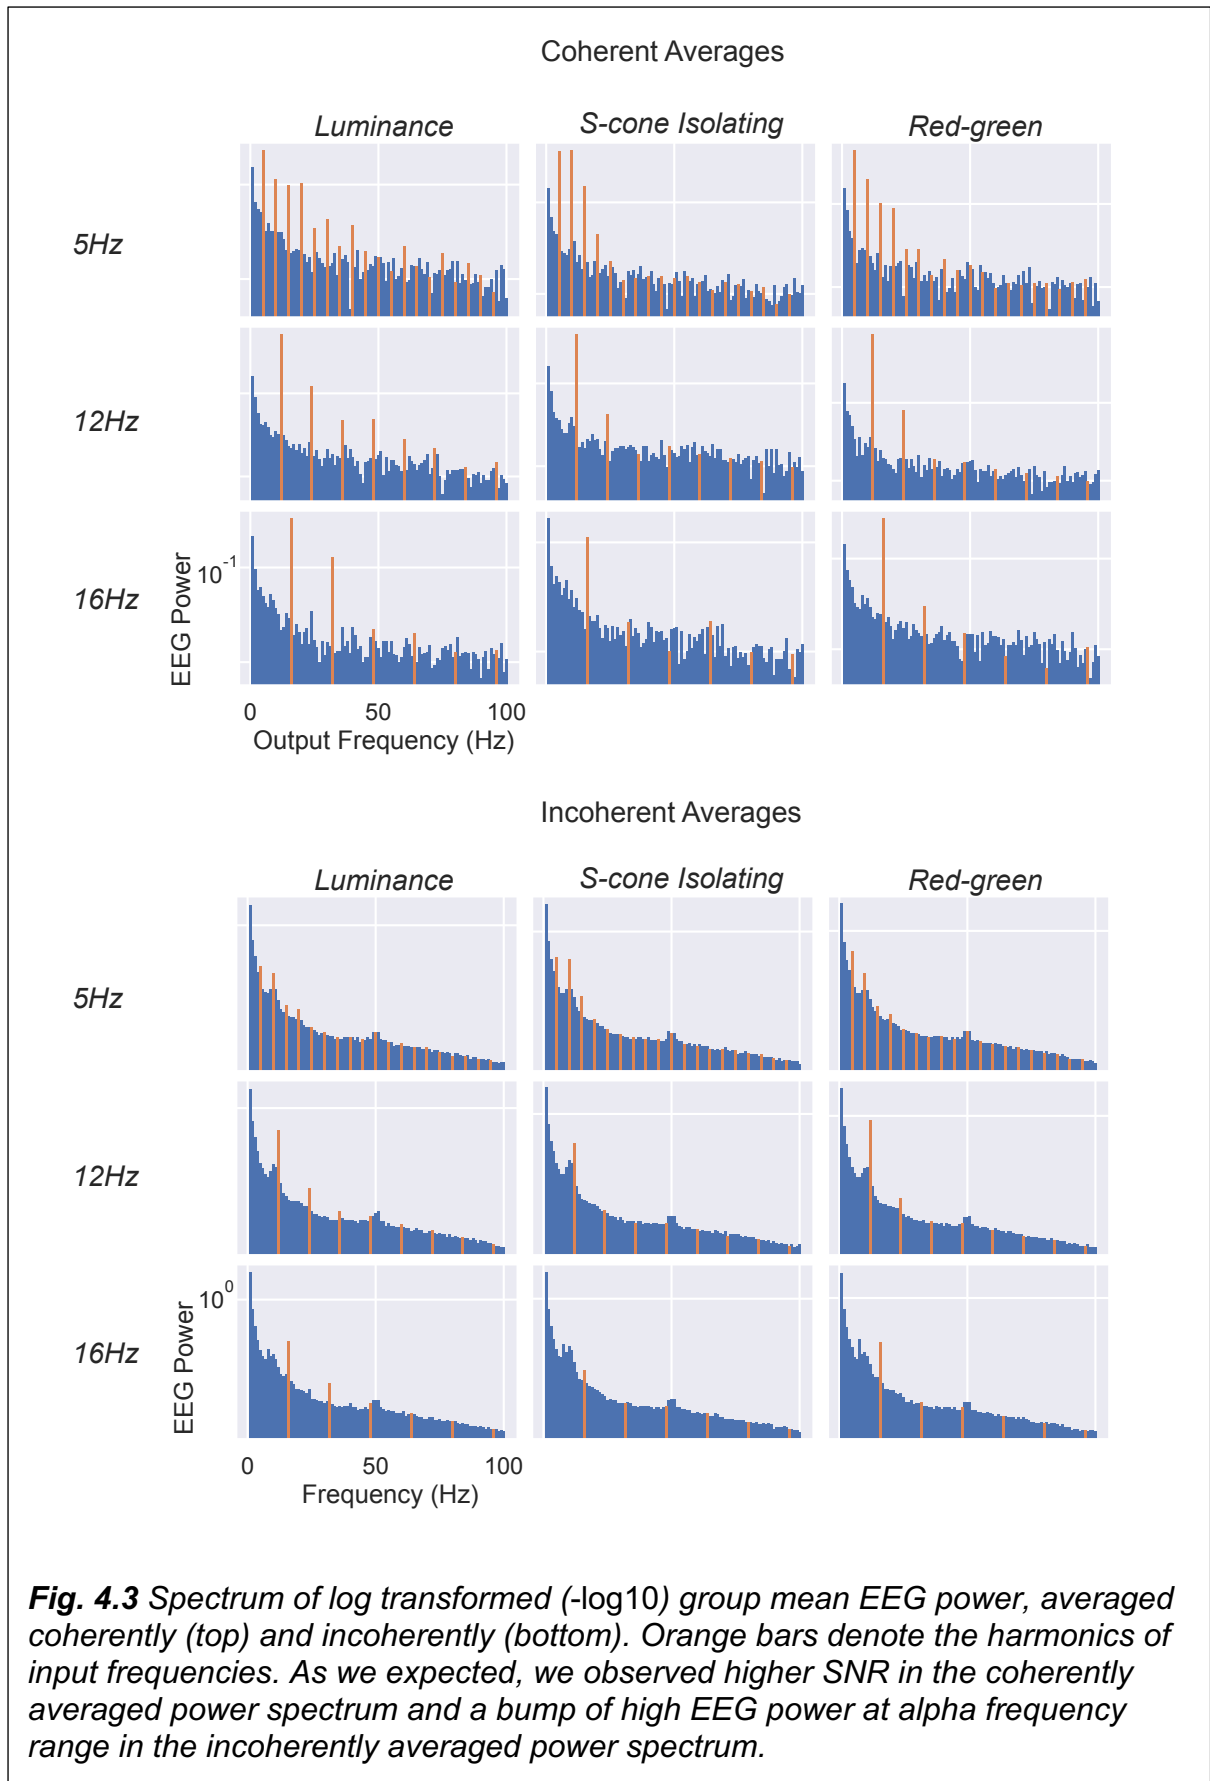 Coherent Averages
Luminance S-cone Isolating Red-green
5Hz
12Hz
16Hz
EEG Power
10-1
0 50 100
Output Frequency (Hz)
Incoherent Averages
Luminance S-cone Isolating Red-green
5Hz
12Hz
16Hz
EEG Power
100
0 50 100
Frequency (Hz)
Fig. 4.3 Spectrum of log transformed (-log10) group mean EEG power, averaged
coherently (top) and incoherently (bottom). Orange bars denote the harmonics of
input frequencies. As we expected, we observed higher SNR in the coherently
averaged power spectrum and a bump of high EEG power at alpha frequency
range in the incoherently averaged power spectrum.